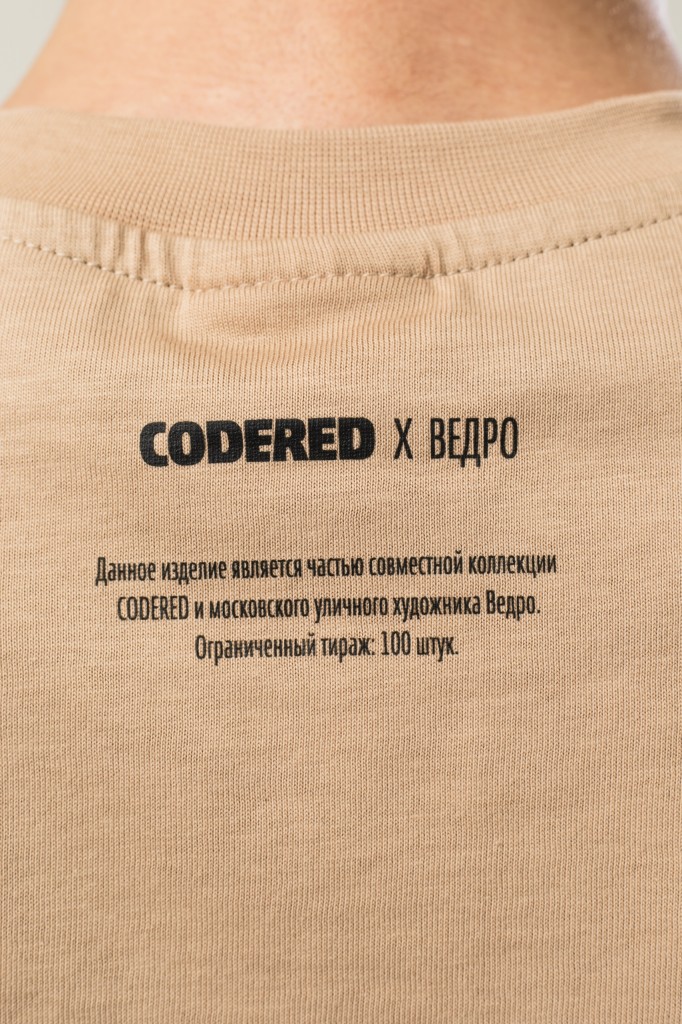 CODERED X ВЕДРО
Данное изделие является частью совместной коллекции
CODERED и московского уличного художника Ведро.
Ограниченный тираж: 100 штук.